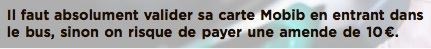 Il faut absolument valider sa carte Mobib en entrant dans
le bus, sinon on risque de payer une amende de 10 €.